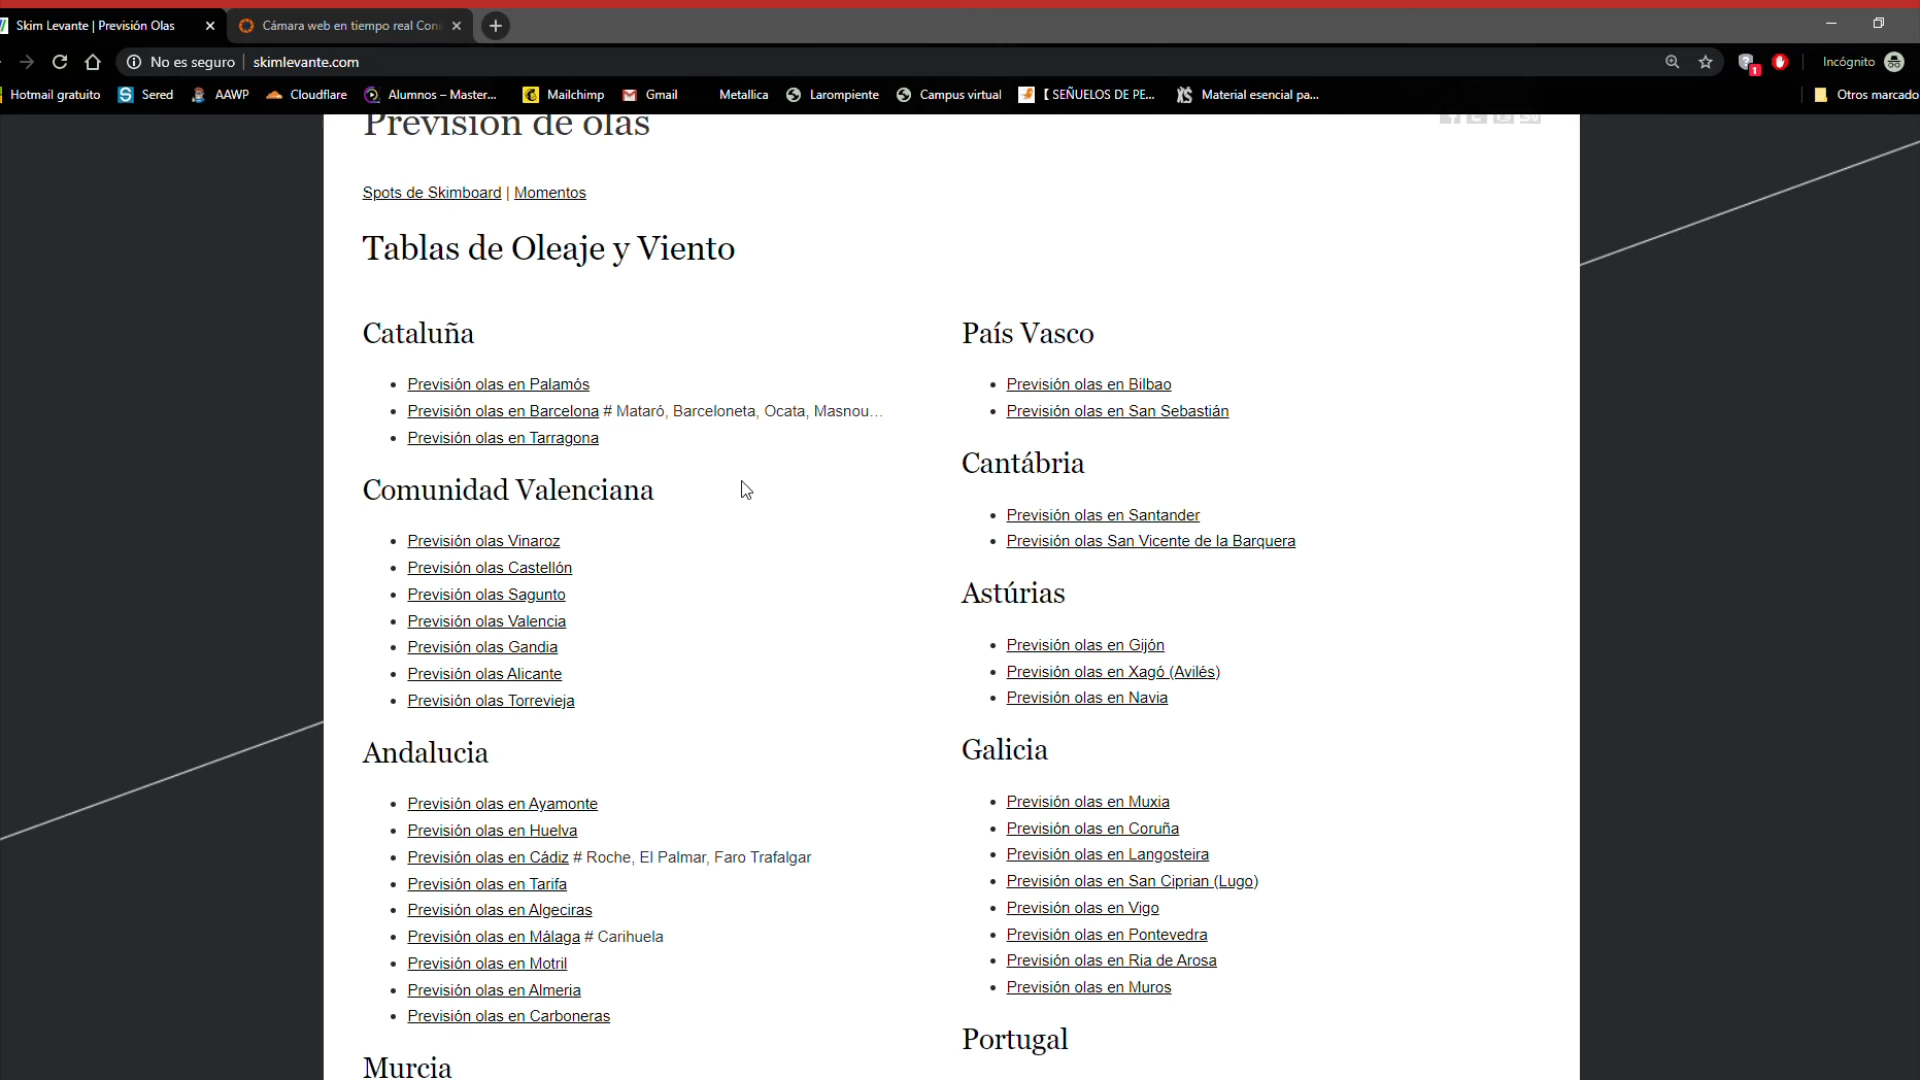 Skim Levante | Previsión Olas
Cámara web en tiempo real Coni
No es seguro | skimlevante.com
Incógnito
Hotmail gratuito
Sered
AAWP
Cloudflare
Alumnos – Master...
Mailchimp
Gmail
Metallica
Larompiente
Campus virtual
【 SEÑUELOS DE PE...
Material esencial pa...
Otros marcado
Previsión de olas
Spots de Skimboard | Momentos
Tablas de Oleaje y Viento
Cataluña
Previsión olas en Palamós
Previsión olas en Barcelona # Mataró, Barceloneta, Ocata, Masnou…
Previsión olas en Tarragona
Comunidad Valenciana
Previsión olas Vinaroz
Previsión olas Castellón
Previsión olas Sagunto
Previsión olas Valencia
Previsión olas Gandia
Previsión olas Alicante
Previsión olas Torrevieja
Andalucia
Previsión olas en Ayamonte
Previsión olas en Huelva
Previsión olas en Cádiz # Roche, El Palmar, Faro Trafalgar
Previsión olas en Tarifa
Previsión olas en Algeciras
Previsión olas en Málaga # Carihuela
Previsión olas en Motril
Previsión olas en Almeria
Previsión olas en Carboneras
Murcia
País Vasco
Previsión olas en Bilbao
Previsión olas en San Sebastián
Cantábria
Previsión olas en Santander
Previsión olas San Vicente de la Barquera
Astúrias
Previsión olas en Gijón
Previsión olas en Xagó (Avilés)
Previsión olas en Navia
Galicia
Previsión olas en Muxia
Previsión olas en Coruña
Previsión olas en Langosteira
Previsión olas en San Ciprian (Lugo)
Previsión olas en Vigo
Previsión olas en Pontevedra
Previsión olas en Ria de Arosa
Previsión olas en Muros
Portugal